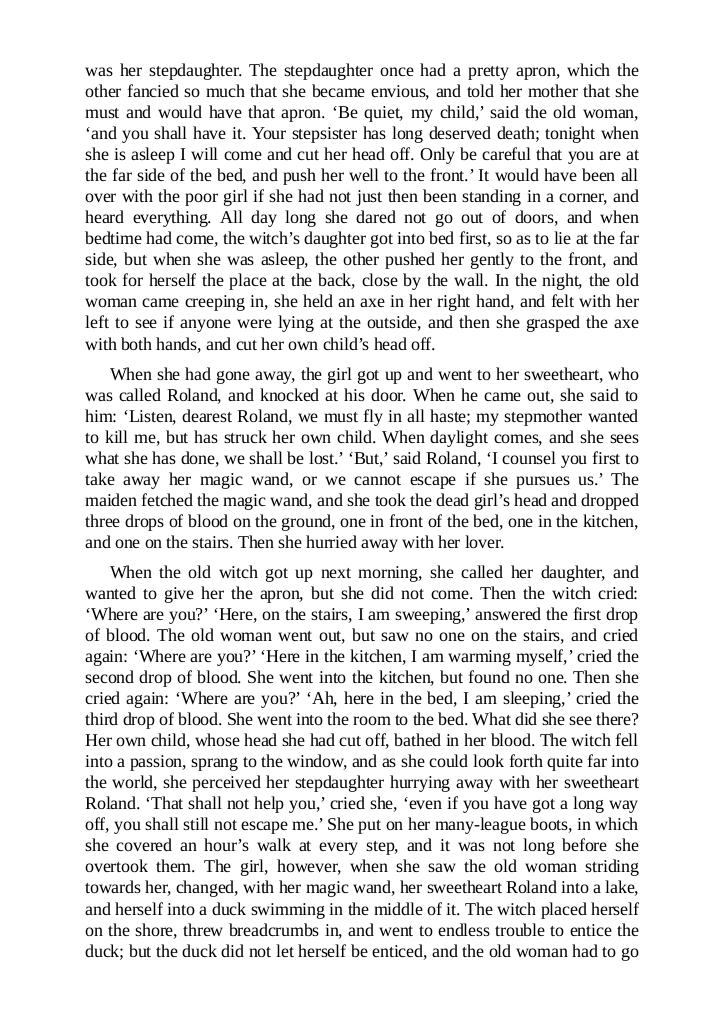 was her stepdaughter. The stepdaughter once had a pretty apron, which the
other fancied so much that she became envious, and told her mother that she
must and would have that apron. ‘Be quiet, my child,’ said the old woman,
‘and you shall have it. Your stepsister has long deserved death; tonight when
she is asleep I will come and cut her head off. Only be careful that you are at
the far side of the bed, and push her well to the front.’ It would have been all
over with the poor girl if she had not just then been standing in a corner, and
heard everything. All day long she dared not go out of doors, and when
bedtime had come, the witch’s daughter got into bed first, so as to lie at the far
side, but when she was asleep, the other pushed her gently to the front, and
took for herself the place at the back, close by the wall. In the night, the old
woman came creeping in, she held an axe in her right hand, and felt with her
left to see if anyone were lying at the outside, and then she grasped the axe
with both hands, and cut her own child’s head off.
When she had gone away, the girl got up and went to her sweetheart, who
was called Roland, and knocked at his door. When he came out, she said to
him: ‘Listen, dearest Roland, we must fly in all haste; my stepmother wanted
to kill me, but has struck her own child. When daylight comes, and she sees
what she has done, we shall be lost.’ ‘But,’ said Roland, ‘I counsel you first to
take away her magic wand, or we cannot escape if she pursues us.’ The
maiden fetched the magic wand, and she took the dead girl’s head and dropped
three drops of blood on the ground, one in front of the bed, one in the kitchen,
and one on the stairs. Then she hurried away with her lover.
When the old witch got up next morning, she called her daughter, and
wanted to give her the apron, but she did not come. Then the witch cried:
‘Where are you?’ ‘Here, on the stairs, I am sweeping,’ answered the first drop
of blood. The old woman went out, but saw no one on the stairs, and cried
again: ‘Where are you?’ ‘Here in the kitchen, I am warming myself,’ cried the
second drop of blood. She went into the kitchen, but found no one. Then she
cried again: ‘Where are you?’ ‘Ah, here in the bed, I am sleeping,’ cried the
third drop of blood. She went into the room to the bed. What did she see there?
Her own child, whose head she had cut off, bathed in her blood. The witch fell
into a passion, sprang to the window, and as she could look forth quite far into
the world, she perceived her stepdaughter hurrying away with her sweetheart
Roland. ‘That shall not help you,’ cried she, ‘even if you have got a long way
off, you shall still not escape me.’ She put on her many-league boots, in which
she covered an hour’s walk at every step, and it was not long before she
overtook them. The girl, however, when she saw the old woman striding
towards her, changed, with her magic wand, her sweetheart Roland into a lake,
and herself into a duck swimming in the middle of it. The witch placed herself
on the shore, threw breadcrumbs in, and went to endless trouble to entice the
duck; but the duck did not let herself be enticed, and the old woman had to go